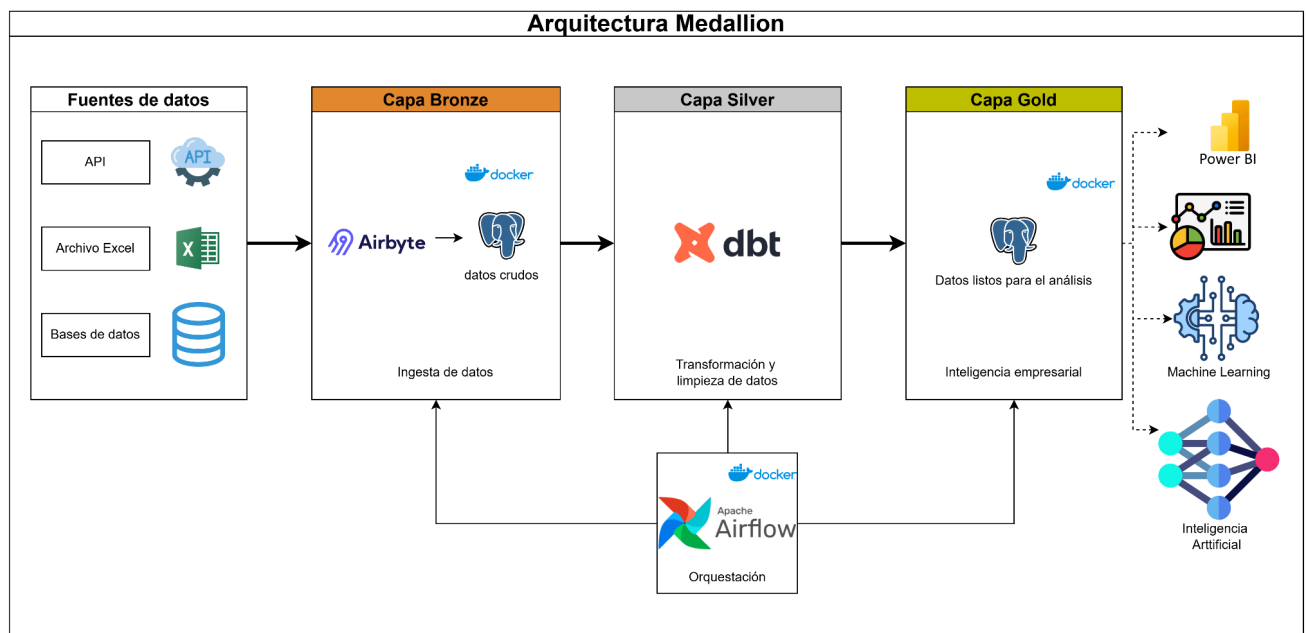 Arquitectura Medallion
Fuentes de datos
API
API
Archivo Excel
X
Bases de datos
Capa Bronze
docker
Airbyte
datos crudos
Ingesta de datos
Capa Silver
dbt
Transformación y
limpieza de datos
Capa Gold
docker
Datos listos para el análisis
Inteligencia empresarial
docker
Apache
Airflow
Orquestación
Power BI
Machine Learning
Inteligencia
Arttificial